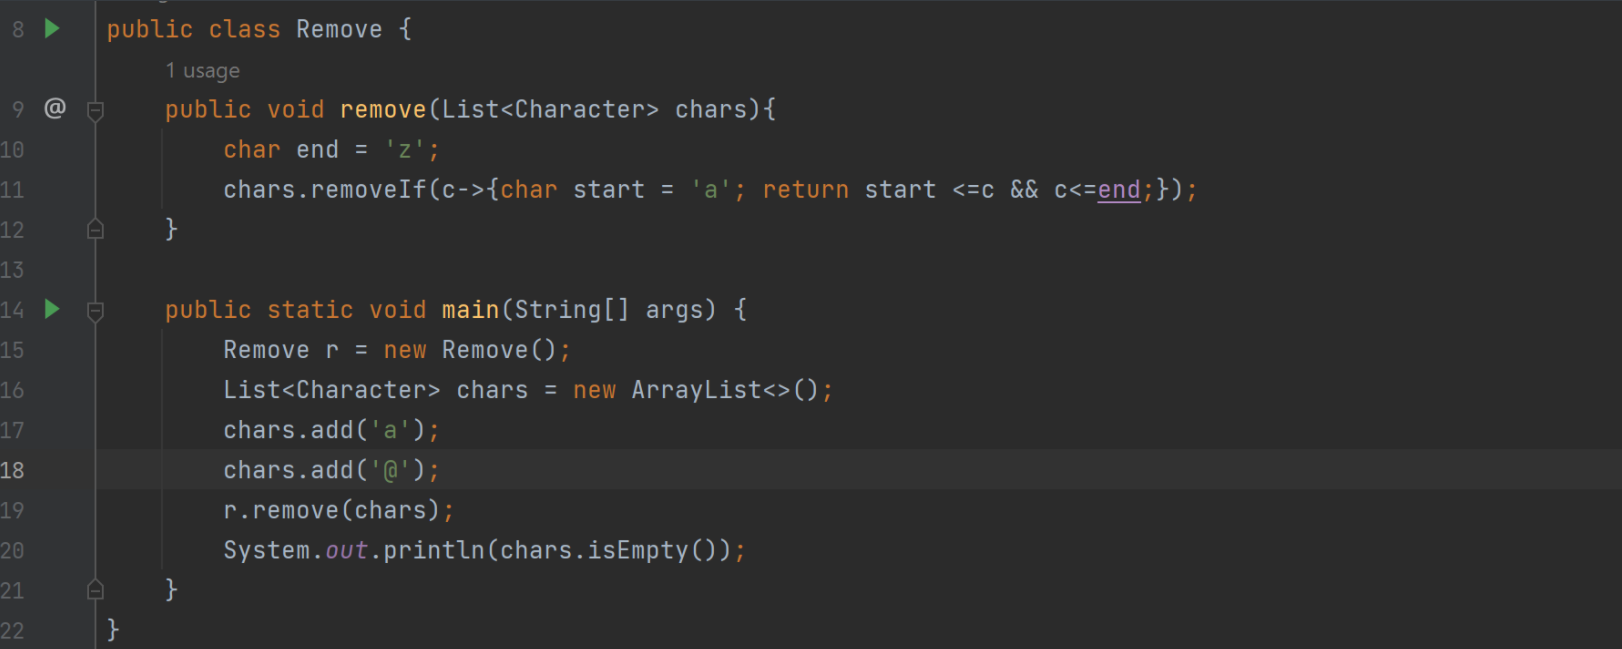 8 public class Remove {
1 usage
9 @ public void remove(List<Character> chars){
10 char end = 'z';
11 chars.removeIf(c->{char start = 'a'; return start <=c && c<=end;});
12 }
13
14 public static void main(String[] args) {
15 Remove r = new Remove();
16 List<Character> chars = new ArrayList<>();
17 chars.add('a');
18 chars.add('@');
19 r.remove(chars);
20 System.out.println(chars.isEmpty());
21 }
22 }